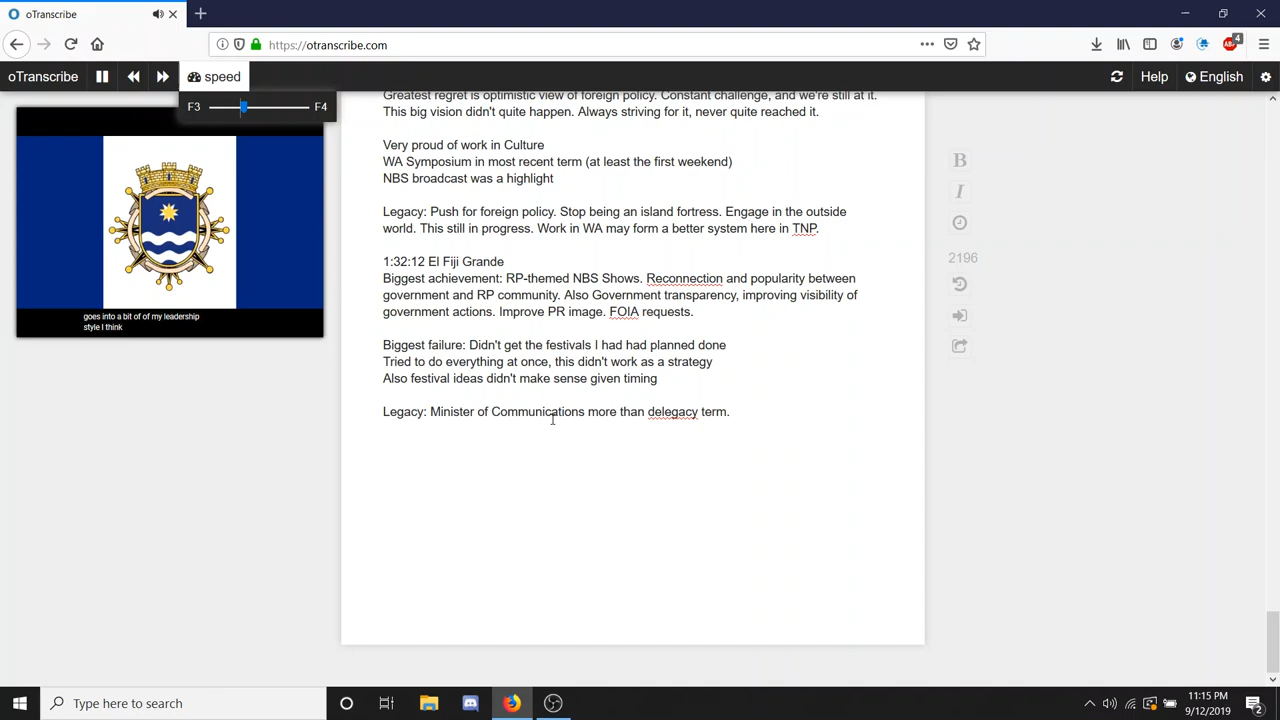 oTranscribe
https://otranscribe.com
4
oTranscribe
speed
Help
English
F3
F4
goes into a bit of of my leadership
style I think
Greatest regret is optimistic view of foreign policy. Constant challenge, and we're still at it.
This big vision didn't quite happen. Always striving for it, never quite reached it.
Very proud of work in Culture
WA Symposium in most recent term (at least the first weekend)
NBS broadcast was a highlight
Legacy: Push for foreign policy. Stop being an island fortress. Engage in the outside
world. This still in progress. Work in WA may form a better system here in TNP.
1:32:12 El Fiji Grande
Biggest achievement: RP-themed NBS Shows. Reconnection and popularity between
government and RP community. Also Government transparency, improving visibility of
government actions. Improve PR image. FOIA requests.
Biggest failure: Didn't get the festivals I had had planned done
Tried to do everything at once, this didn't work as a strategy
Also festival ideas didn't make sense given timing
Legacy: Minister of Communications more than delegacy term.
B
I
2196
Type here to search
11:15 PM
9/12/2019
2